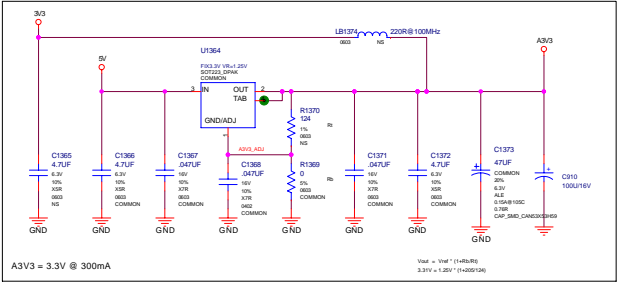 3V3
LB1374
220R@100MHz
0603
NS
A3V3
U1364
5V
FIX3.3V VR=1.25V
SOT223_DPAK
COMMON
3
IN
OUT
2
TAB
GND/ADJ
1
R1370
124
Rt
1%
0603
NS
A3V3_ADJ
C1365
4.7UF
6.3V
10%
X5R
0603
NS
C1366
4.7UF
6.3V
10%
X5R
0603
COMMON
C1367
.047UF
16V
10%
X7R
0603
COMMON
C1368
.047UF
16V
10%
X7R
0402
COMMON
R1369
0
Rb
5%
0603
COMMON
C1371
.047UF
16V
10%
X7R
0603
COMMON
C1372
4.7UF
6.3V
10%
X5R
0603
COMMON
C1373
47UF
COMMON
20%
6.3V
ALE
0.15A@105C
0.76R
CAP_SMD_CAN53X53H59
C910
100U/16V
GND
GND
GND
GND
GND
GND
GND
GND
GND
A3V3 = 3.3V @ 300mA
Vout = Vref * (1+Rb/Rt)
3.31V = 1.25V * (1+205/124)